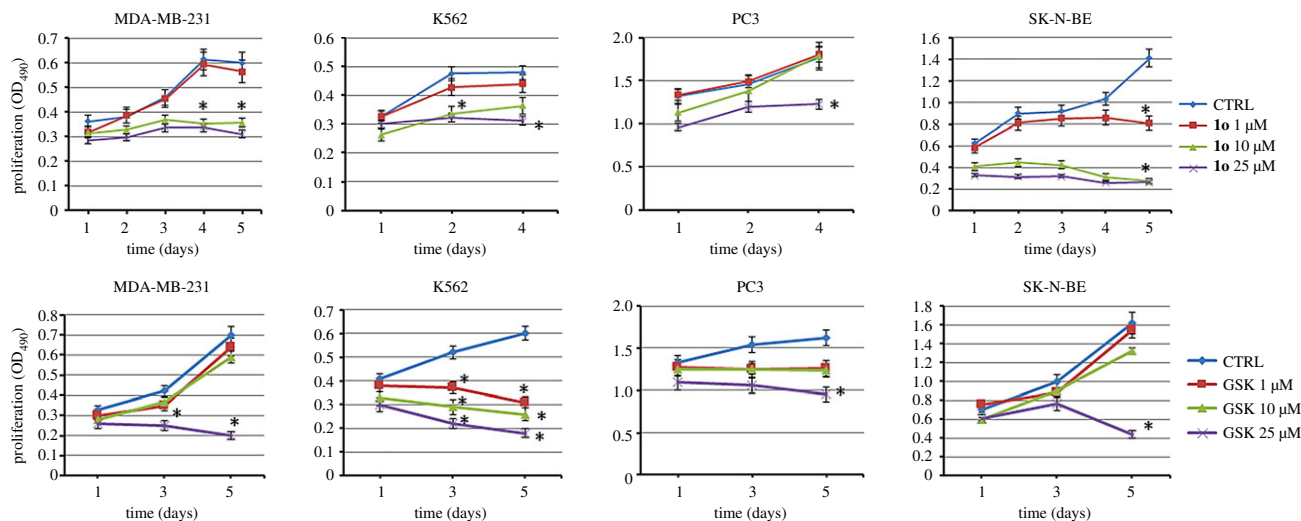 MDA-MB-231
K562
PC3
SK-N-BE
proliferation (OD490)
0.7
0.6
0.5
0.4
0.3
0.2
0.1
0
1 2 3 4 5
time (days)
* *
0.6
0.5
0.4
0.3
0.2
0.1
0
1 2 4
time (days)
*
*
2.0
1.5
1.0
0.5
0
1 2 4
time (days)
*
1.6
1.4
1.2
1.0
0.8
0.6
0.4
0.2
0
1 2 3 4 5
time (days)
*
*
CTRL
1o 1 µM
1o 10 µM
1o 25 µM
MDA-MB-231
K562
PC3
SK-N-BE
proliferation (OD490)
0.8
0.7
0.6
0.5
0.4
0.3
0.2
0.1
0
1 3 5
time (days)
*
*
0.7
0.6
0.5
0.4
0.3
0.2
0.1
0
1 3 5
time (days)
*
*
*
*
*
*
2.0
1.5
1.0
0.5
0
1 3 5
time (days)
*
1.8
1.6
1.4
1.2
1.0
0.8
0.6
0.4
0.2
0
1 3 5
time (days)
*
CTRL
GSK 1 µM
GSK 10 µM
GSK 25 µM